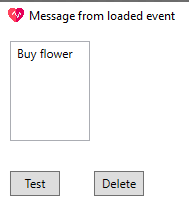 Message from loaded event
Buy flower
Test
Delete